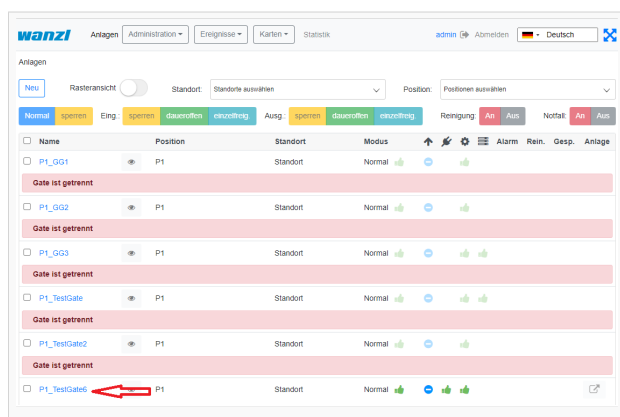 wanzl Anlagen Administration Ereignisse Karten Statistik admin Abmelden Deutsch
Anlagen
Neu Rasteransicht Standort: Standorte auswählen Position: Positionen auswählen
Normal sperren Eing.: sperren daueroffen einzelfreig. Ausg.: sperren daueroffen einzelfreig. Reinigung: An Aus Notfall: An Aus
Name Position Standort Modus Alarm Rein. Gesp. Anlage
P1_GG1 P1 Standort Normal
Gate ist getrennt
P1_GG2 P1 Standort Normal
Gate ist getrennt
P1_GG3 P1 Standort Normal
Gate ist getrennt
P1_TestGate P1 Standort Normal
Gate ist getrennt
P1_TestGate2 P1 Standort Normal
Gate ist getrennt
P1_TestGate6 P1 Standort Normal